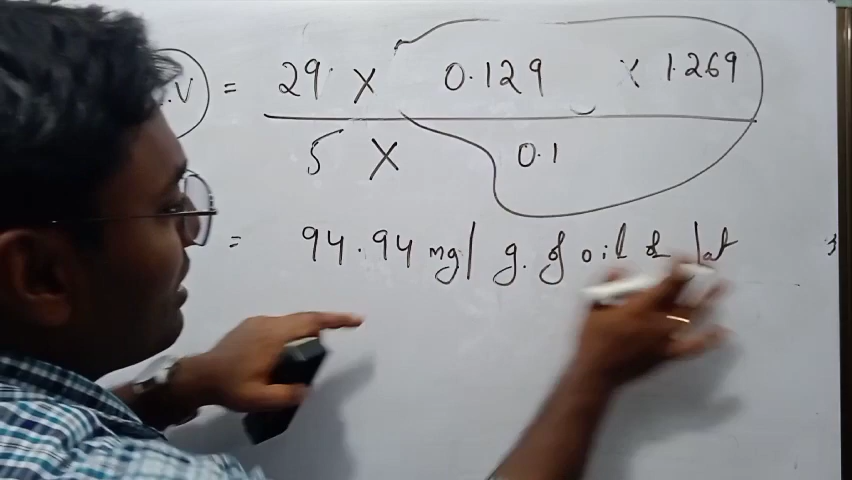 .V = 29 X 0.129 X 1.269
5 X 0.1
= 94.94 mg/ g. of oil & fat